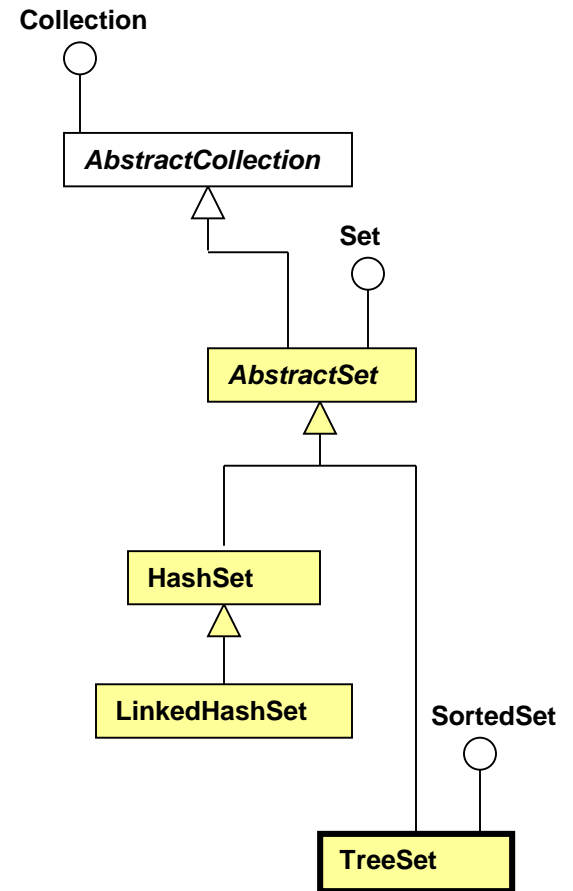 Collection
AbstractCollection
Set
AbstractSet
HashSet
LinkedHashSet
SortedSet
TreeSet